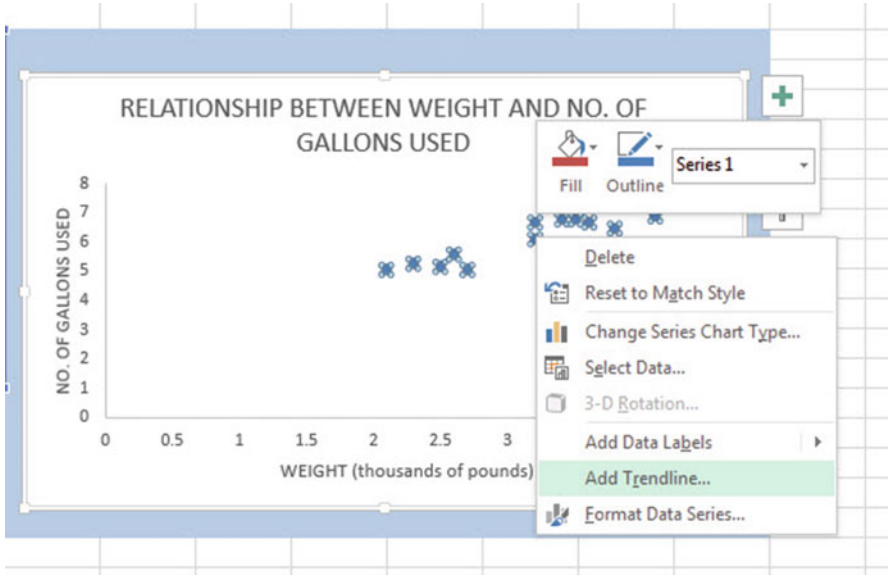 RELATIONSHIP BETWEEN WEIGHT AND NO. OF
GALLONS USED
Fill
Outline
Series 1
8
7
6
5
4
3
2
1
0
NO. OF GALLONS USED
0 0.5 1 1.5 2 2.5 3
WEIGHT (thousands of pounds)
Delete
Reset to Match Style
Change Series Chart Type...
Select Data...
3-D Rotation...
Add Data Labels
Add Trendline...
Format Data Series...